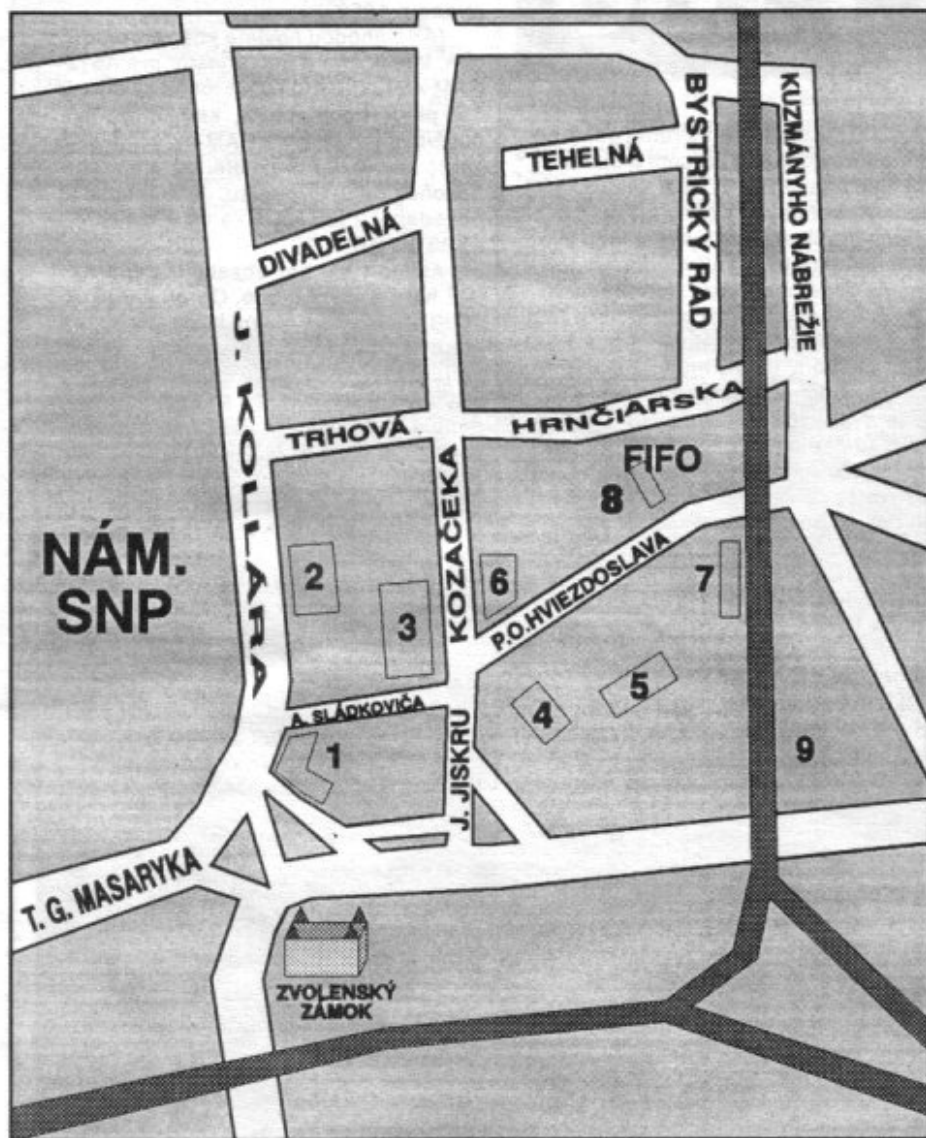 KUZMÁNYHO NÁBREŽIE
BYSTRICKÝ RAD
TEHELNÁ
DIVADELNÁ
J. KOLLÁRA
TRHOVÁ
HRNČIARSKA
KOZAČEKA
FIFO
8
NÁM.
SNP
2
6
7
3
P.O.HVIEZDOSLAVA
5
4
A. SLÁDKOVIČA
1
J. JISKRU
9
T. G. MASARYKA
ZVOLENSKÝ
ZÁMOK